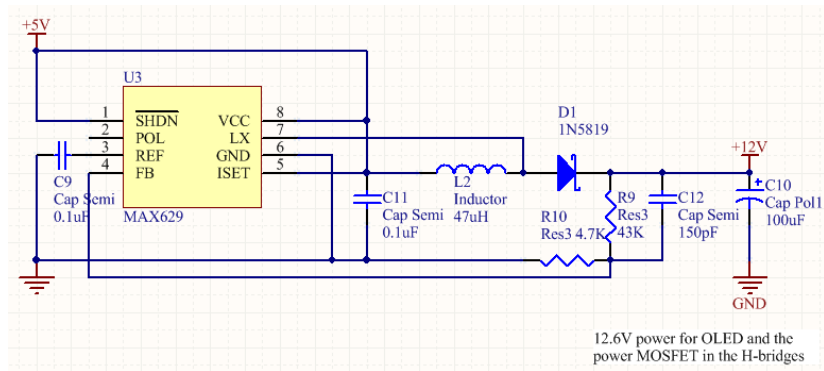 +5V
U3
1
SHDN
VCC
8
2
POL
LX
7
3
REF
GND
6
4
FB
ISET
5
MAX629
C9
Cap Semi
0.1uF
C11
Cap Semi
0.1uF
L2
Inductor
47uH
D1
1N5819
+12V
R10
Res3 4.7K
R9
Res3
43K
C12
Cap Semi
150pF
+
C10
Cap Pol1
100uF
GND
12.6V power for OLED and the
power MOSFET in the H-bridges